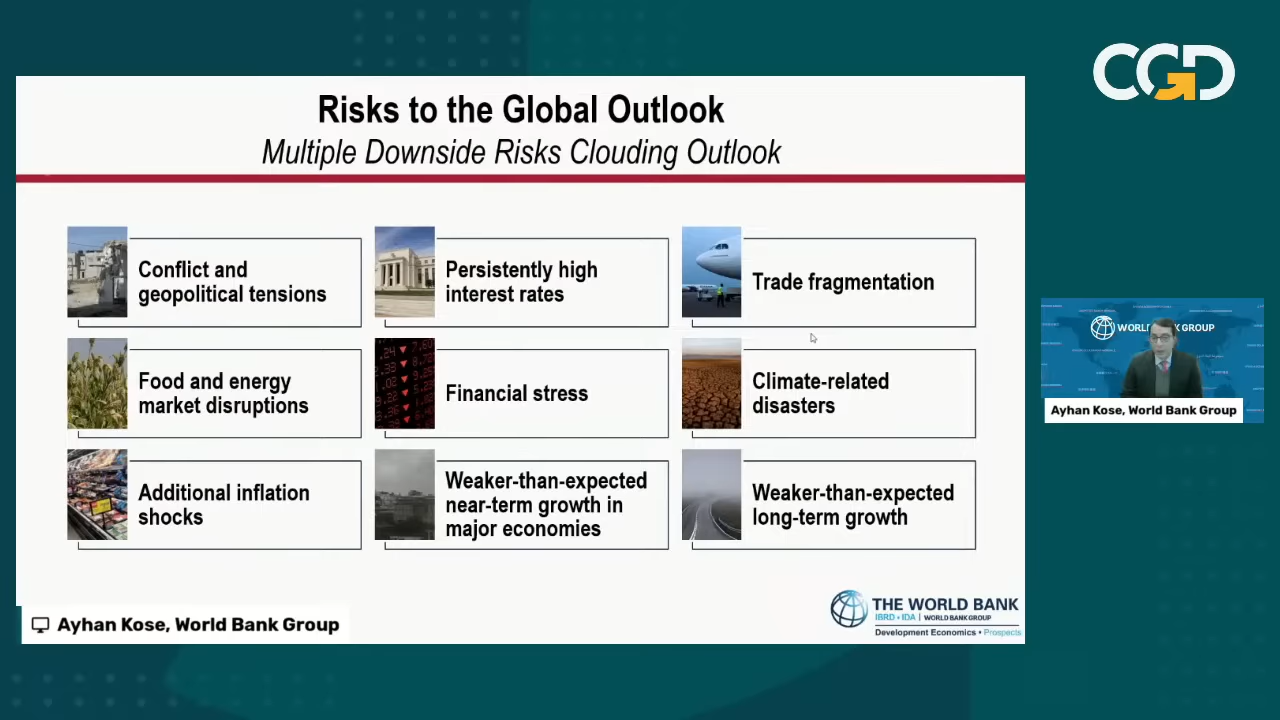 CGD
Risks to the Global Outlook
Multiple Downside Risks Clouding Outlook
Conflict and
geopolitical tensions
Persistently high
interest rates
Trade fragmentation
Food and energy
market disruptions
Financial stress
Climate-related
disasters
Additional inflation
shocks
Weaker-than-expected
near-term growth in
major economies
Weaker-than-expected
long-term growth
THE WORLD BANK
IBRD • IDA | WORLD BANK GROUP
Development Economics • Prospects
Ayhan Kose, World Bank Group
Ayhan Kose, World Bank Group